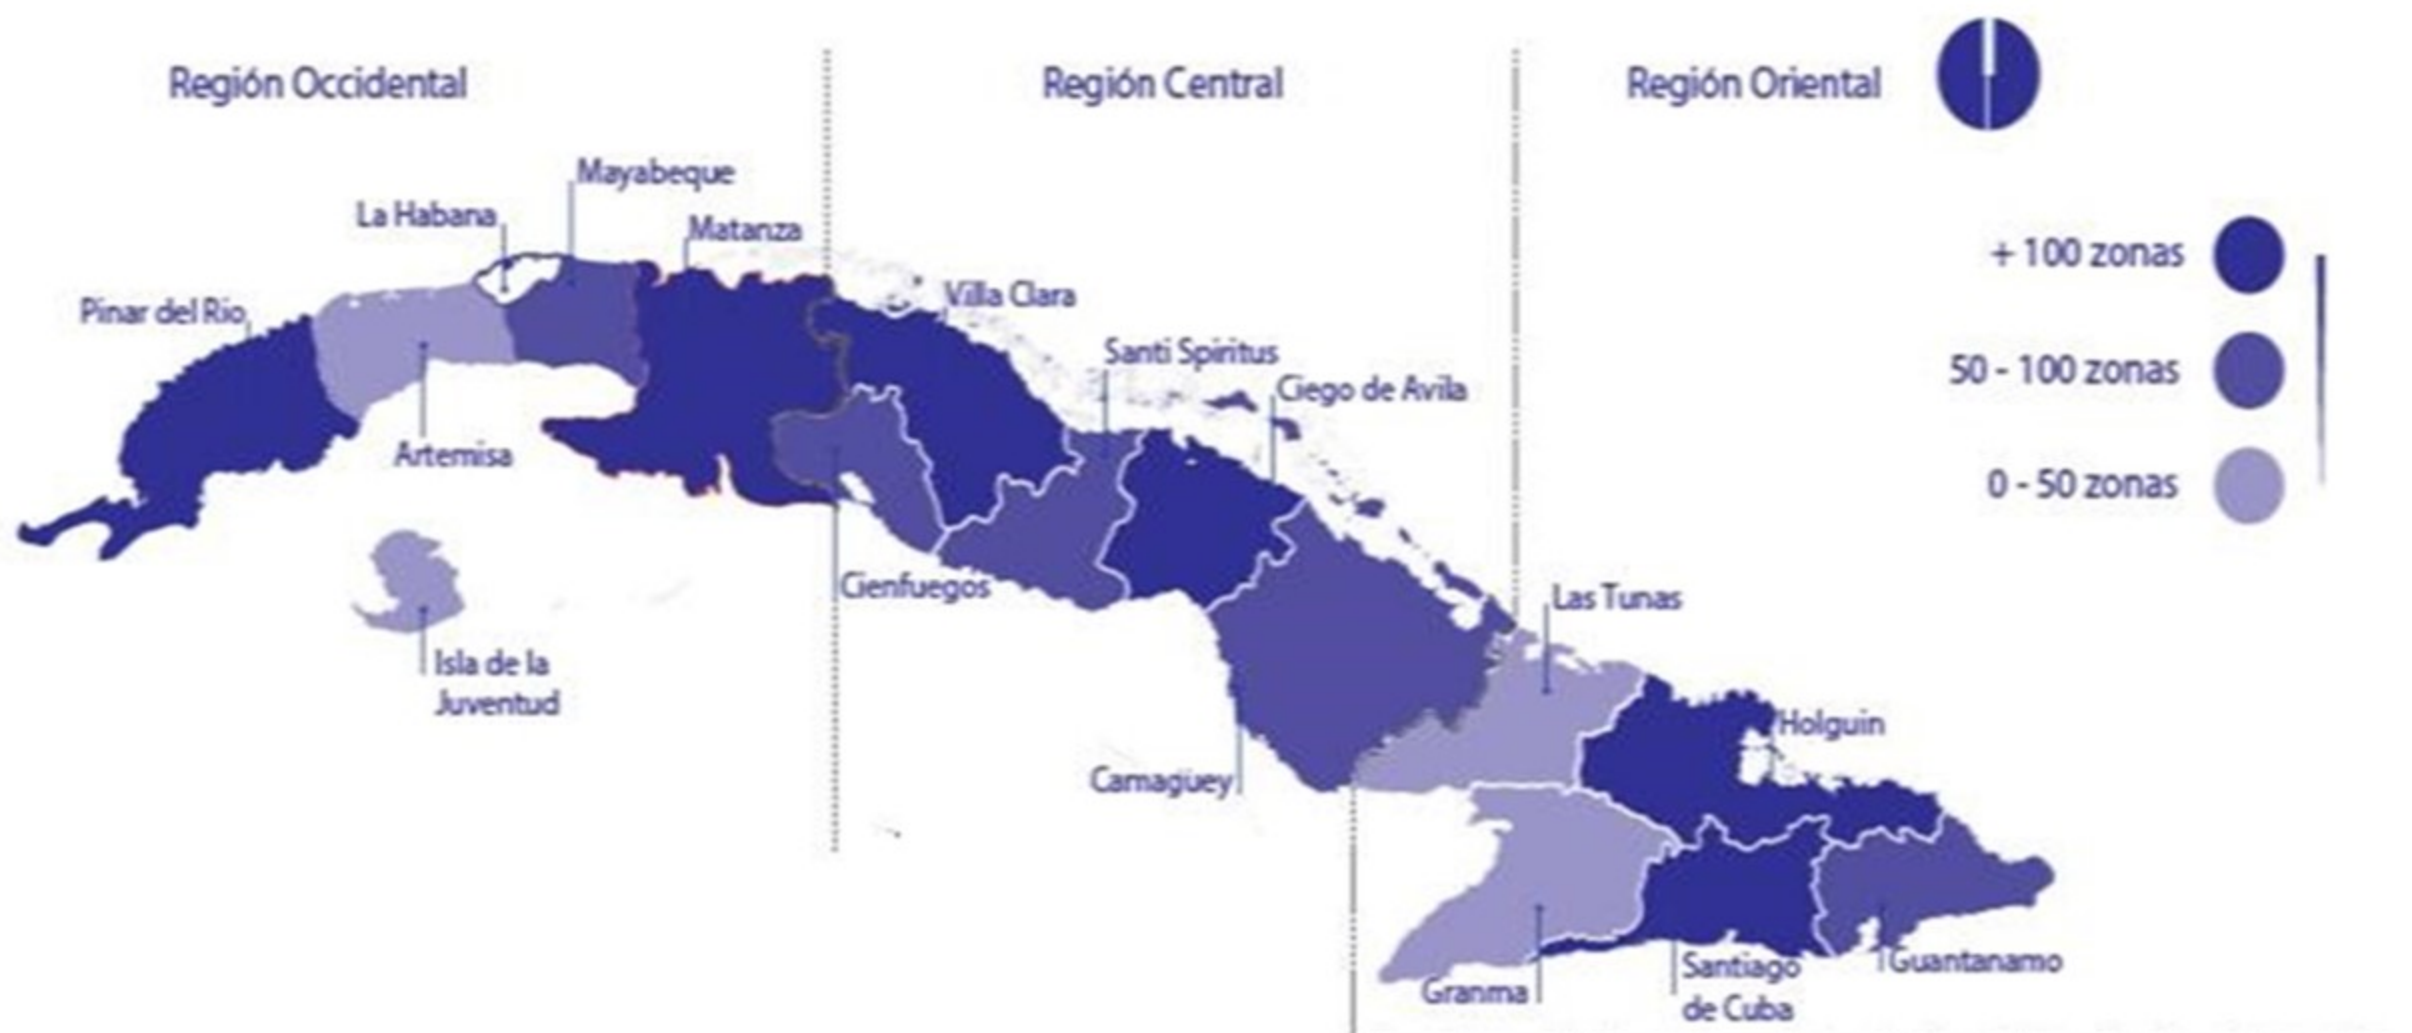 Región Occidental
Región Central
Región Oriental
Mayabeque
La Habana
Matanza
Pinar del Rio
Villa Clara
Santi Spiritus
Ciego de Avila
Artemisa
Cienfuegos
Isla de la
Juventud
Las Tunas
Camagüey
Holguin
Granma
Santiago
de Cuba
Guantanamo
+ 100 zonas
50 - 100 zonas
0 - 50 zonas